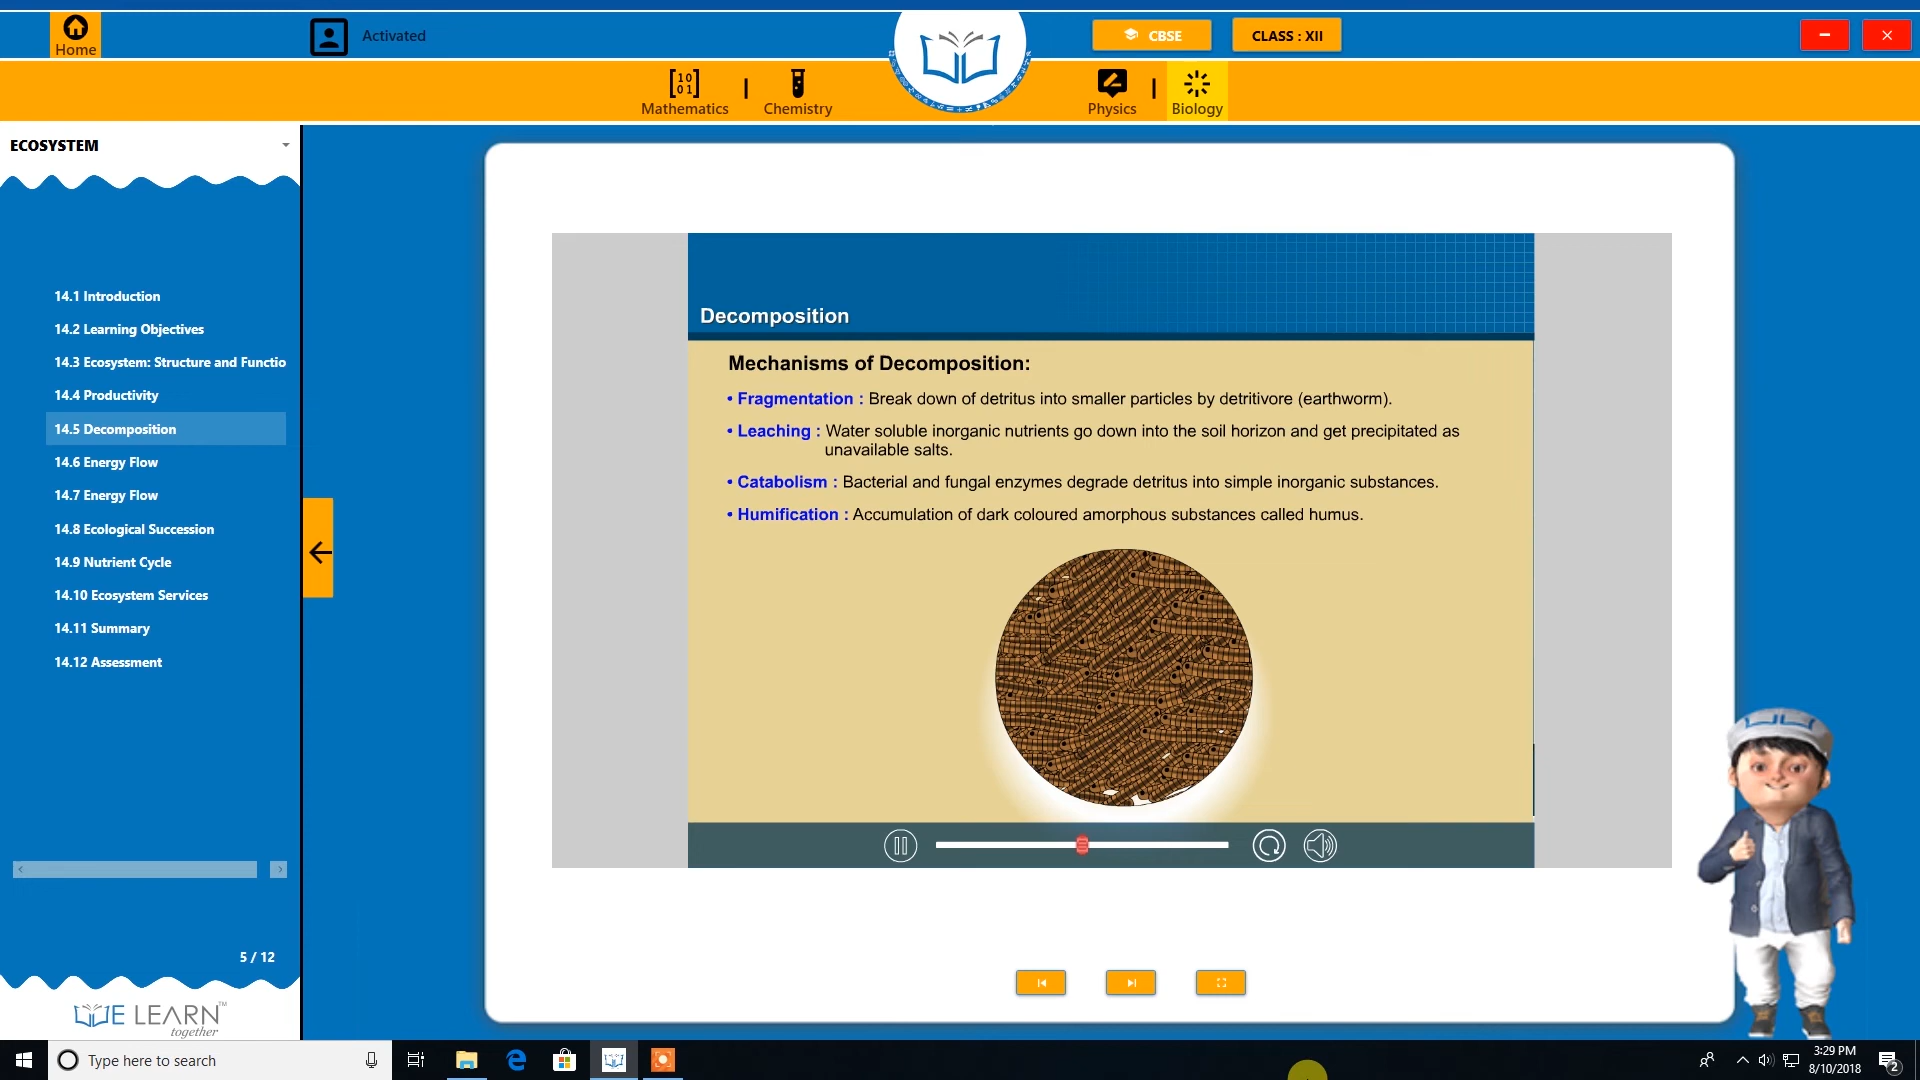 Home
Activated
CBSE
CLASS : XII
10
01
Mathematics
Chemistry
Physics
Biology
ECOSYSTEM
14.1 Introduction
14.2 Learning Objectives
14.3 Ecosystem: Structure and Functio
14.4 Productivity
14.5 Decomposition
14.6 Energy Flow
14.7 Energy Flow
14.8 Ecological Succession
14.9 Nutrient Cycle
14.10 Ecosystem Services
14.11 Summary
14.12 Assessment
5 / 12
WE LEARN™
together
Decomposition
Mechanisms of Decomposition:
• Fragmentation : Break down of detritus into smaller particles by detritivore (earthworm).
• Leaching : Water soluble inorganic nutrients go down into the soil horizon and get precipitated as
unavailable salts.
• Catabolism : Bacterial and fungal enzymes degrade detritus into simple inorganic substances.
• Humification : Accumulation of dark coloured amorphous substances called humus.
Type here to search
3:29 PM
8/10/2018
2